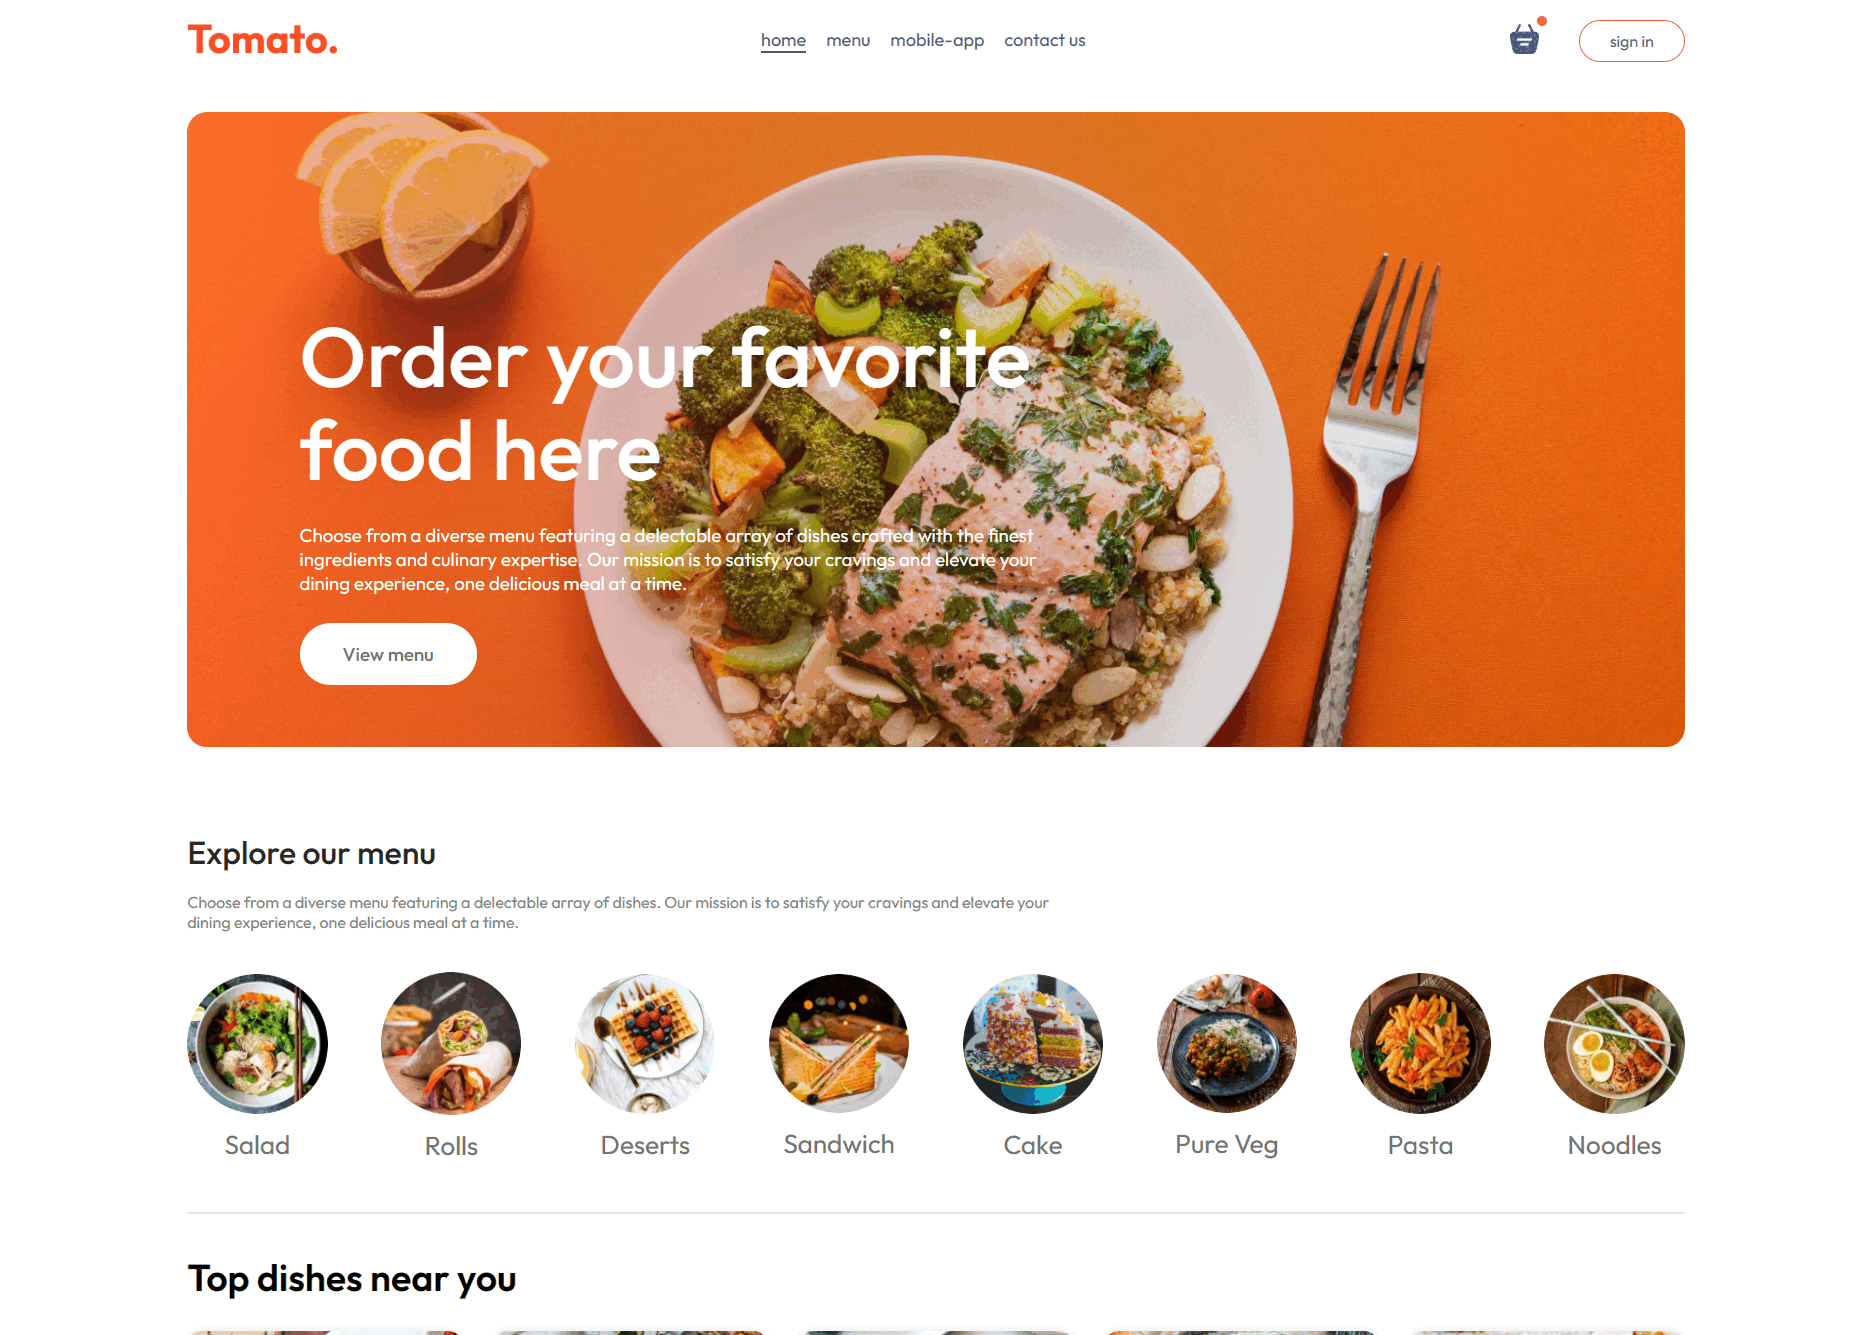 Tomato.
home menu mobile-app contact us
sign in
Order your favorite
food here
Choose from a diverse menu featuring a delectable array of dishes crafted with the finest
ingredients and culinary expertise. Our mission is to satisfy your cravings and elevate your
dining experience, one delicious meal at a time.
View menu
Explore our menu
Choose from a diverse menu featuring a delectable array of dishes. Our mission is to satisfy your cravings and elevate your
dining experience, one delicious meal at a time.
Salad Rolls Deserts Sandwich Cake Pure Veg Pasta Noodles
Top dishes near you